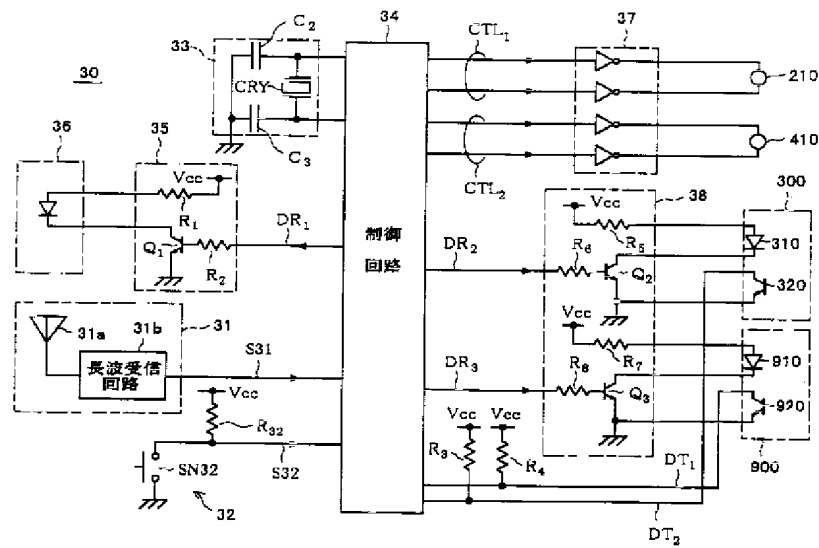 30
33
C₂
CRY
C₃
34
制御
回路
CTL₁
CTL₂
37
210
410
36
35
Vcc
R₁
Q₁
R₂
DR₁
31a
31b
長波受信
回路
31
S31
Vcc
R₃₂
S32
SN32
32
38
Vcc
R₅
R₆
Q₂
DR₂
300
310
320
Vcc
R₇
R₈
Q₃
DR₃
910
920
900
Vcc
Vcc
R₃
R₄
DT₁
DT₂